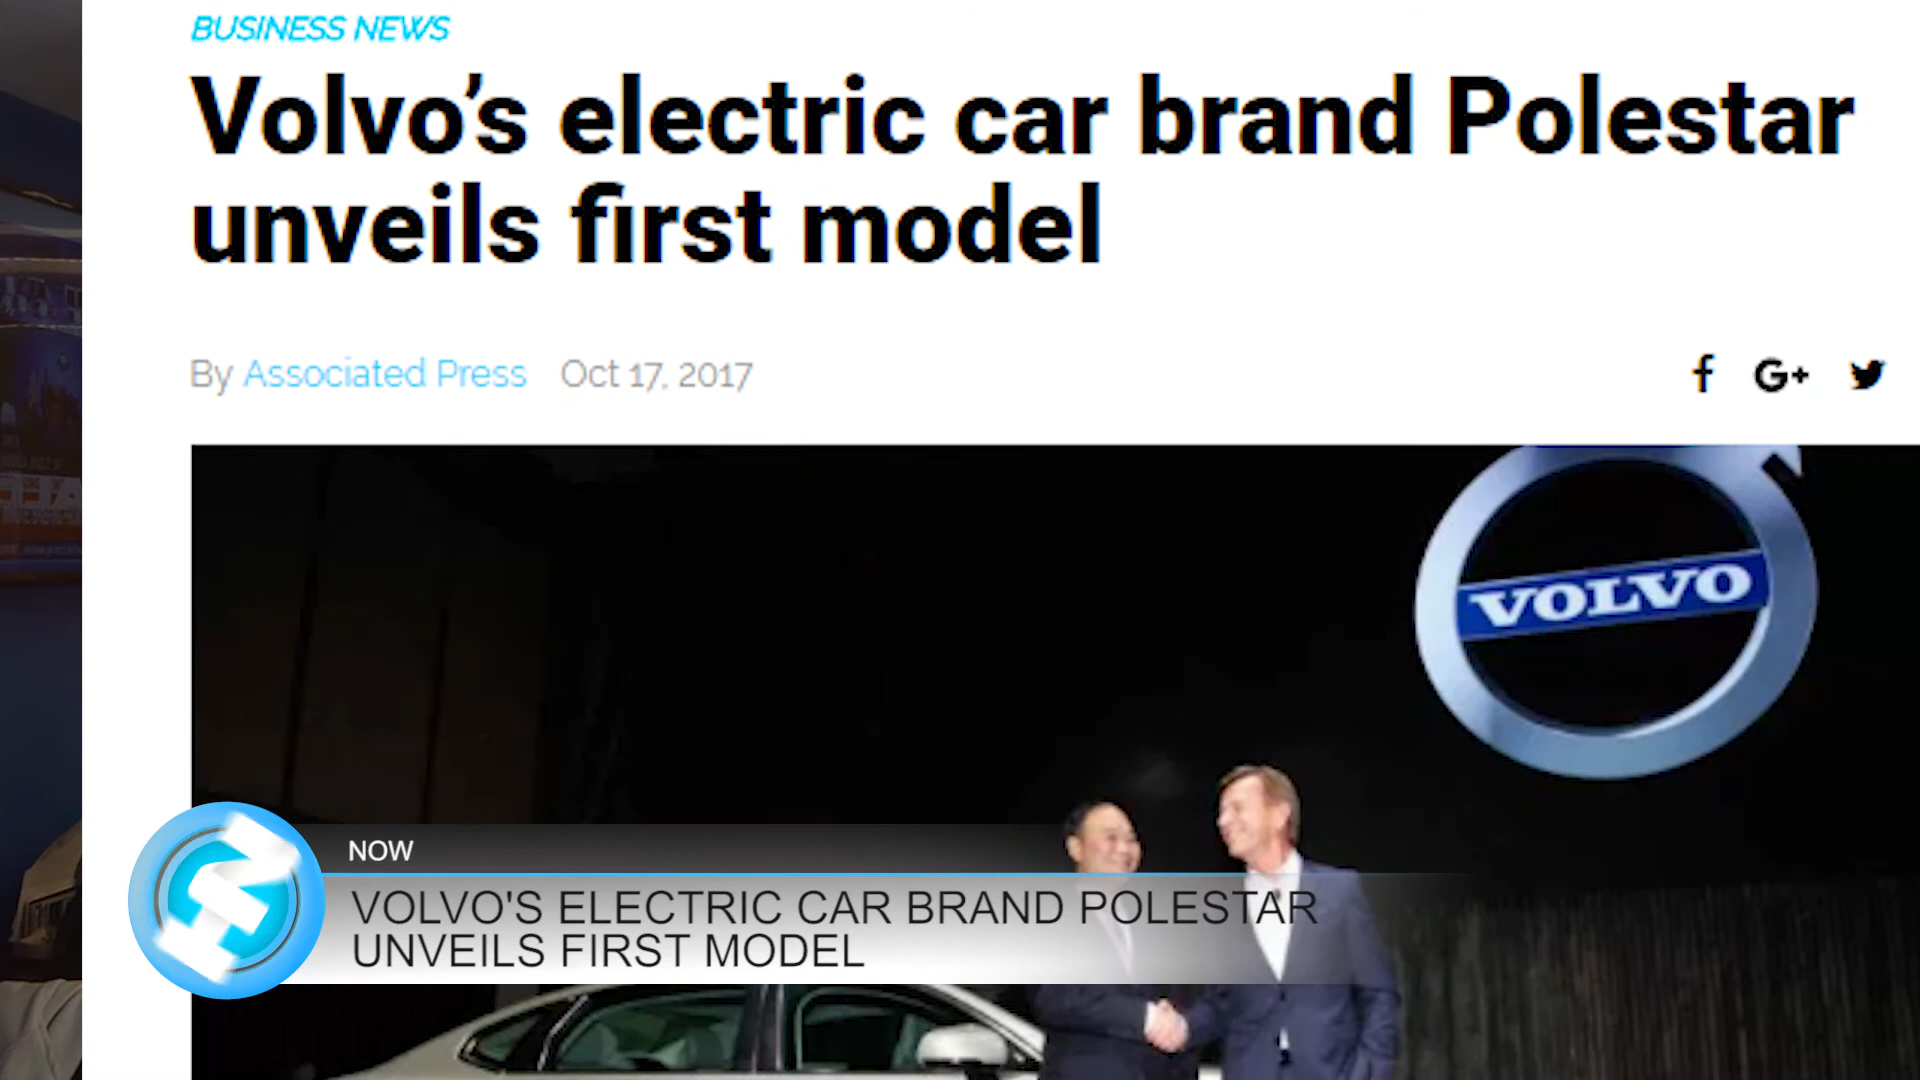 BUSINESS NEWS
Volvo’s electric car brand Polestar
unveils first model
By Associated Press Oct 17, 2017
f G+
VOLVO
NOW
VOLVO'S ELECTRIC CAR BRAND POLESTAR
UNVEILS FIRST MODEL